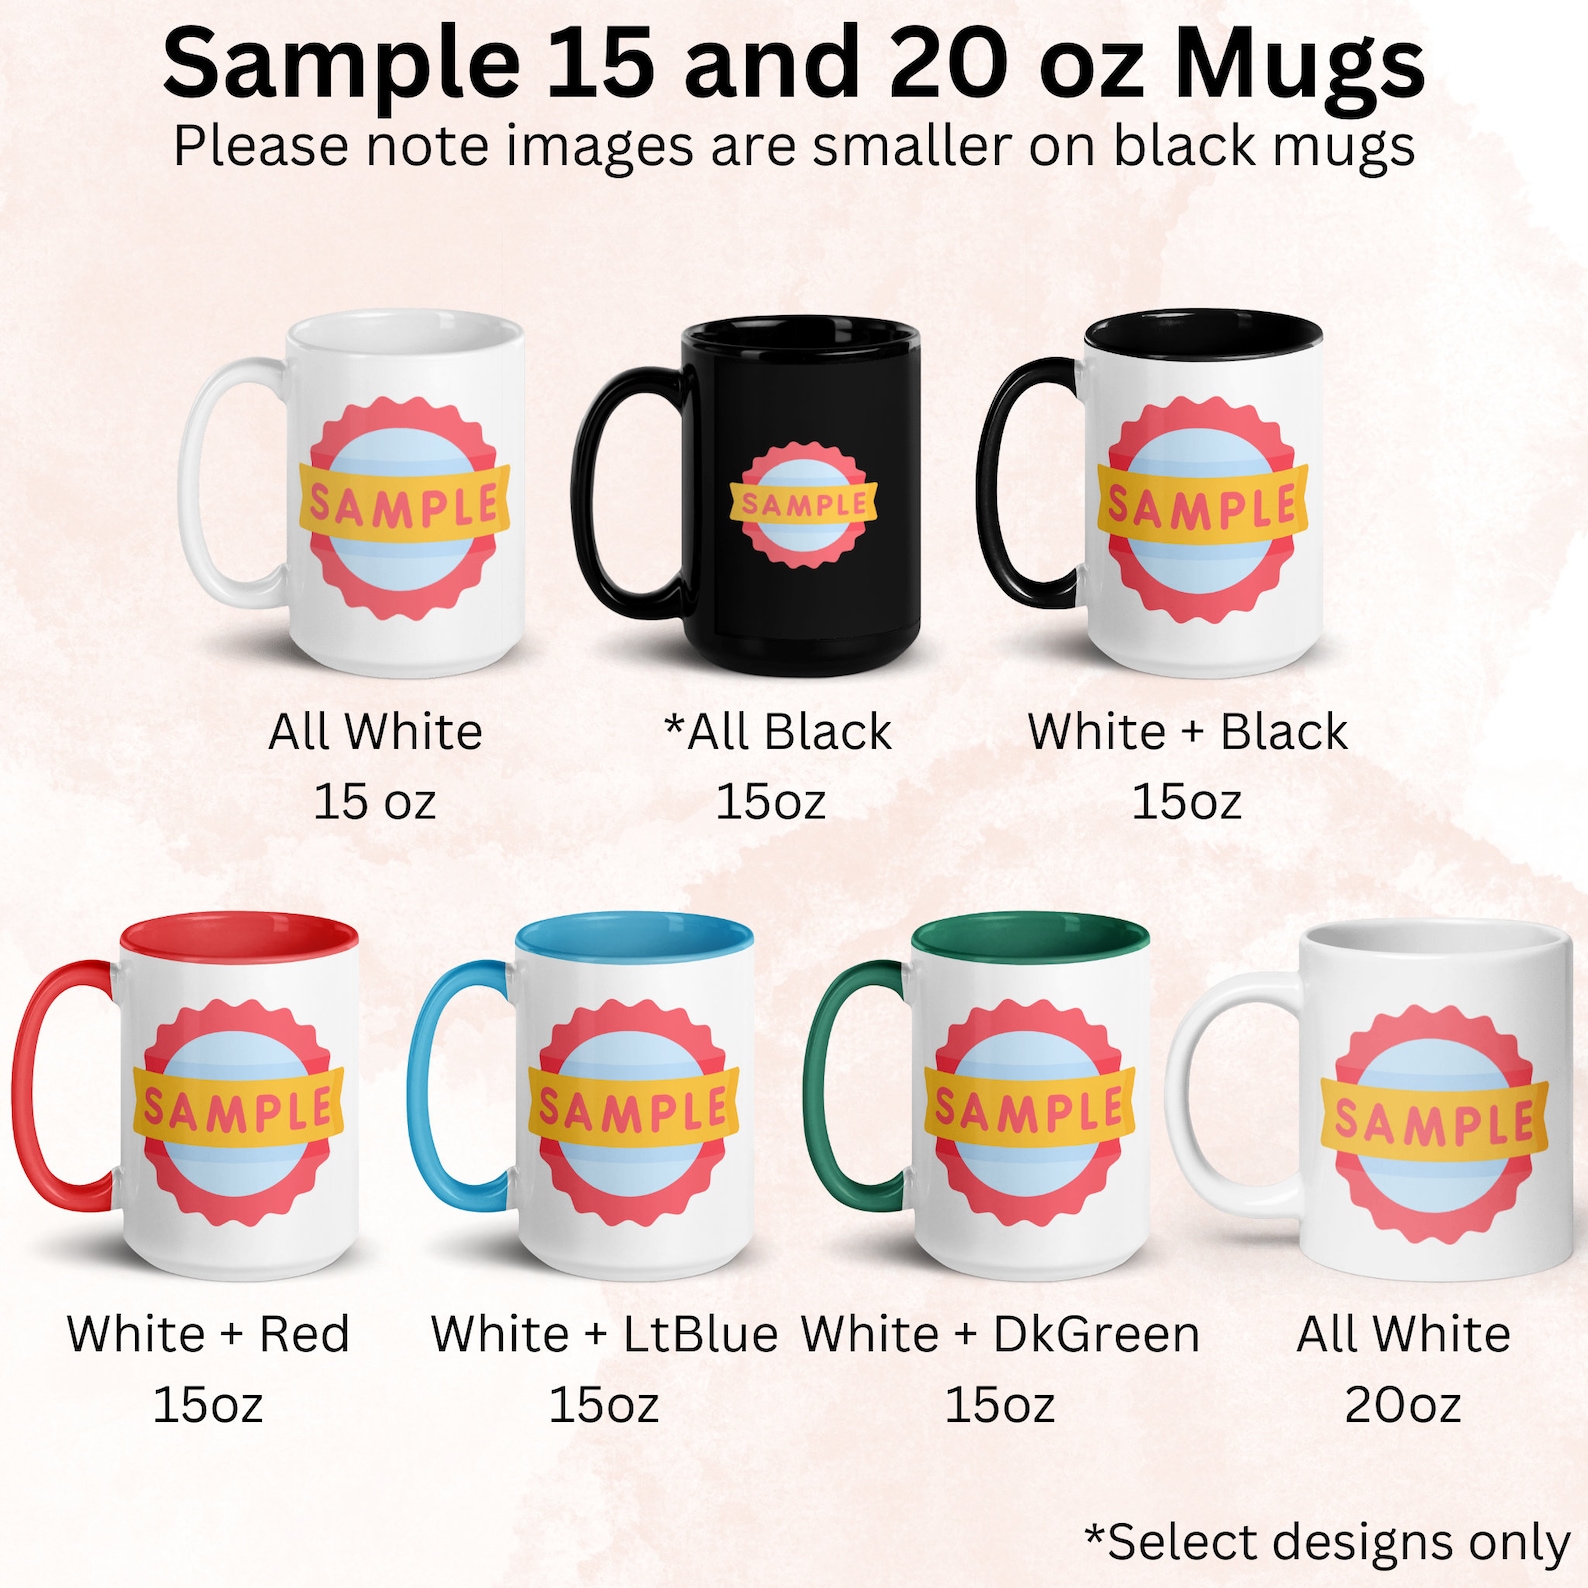 Sample 15 and 20 oz Mugs
Please note images are smaller on black mugs
SAMPLE
SAMPLE
SAMPLE
All White
15 oz
*All Black
15oz
White + Black
15oz
SAMPLE
SAMPLE
SAMPLE
SAMPLE
White + Red
15oz
White + LtBlue
15oz
White + DkGreen
15oz
All White
20oz
*Select designs only